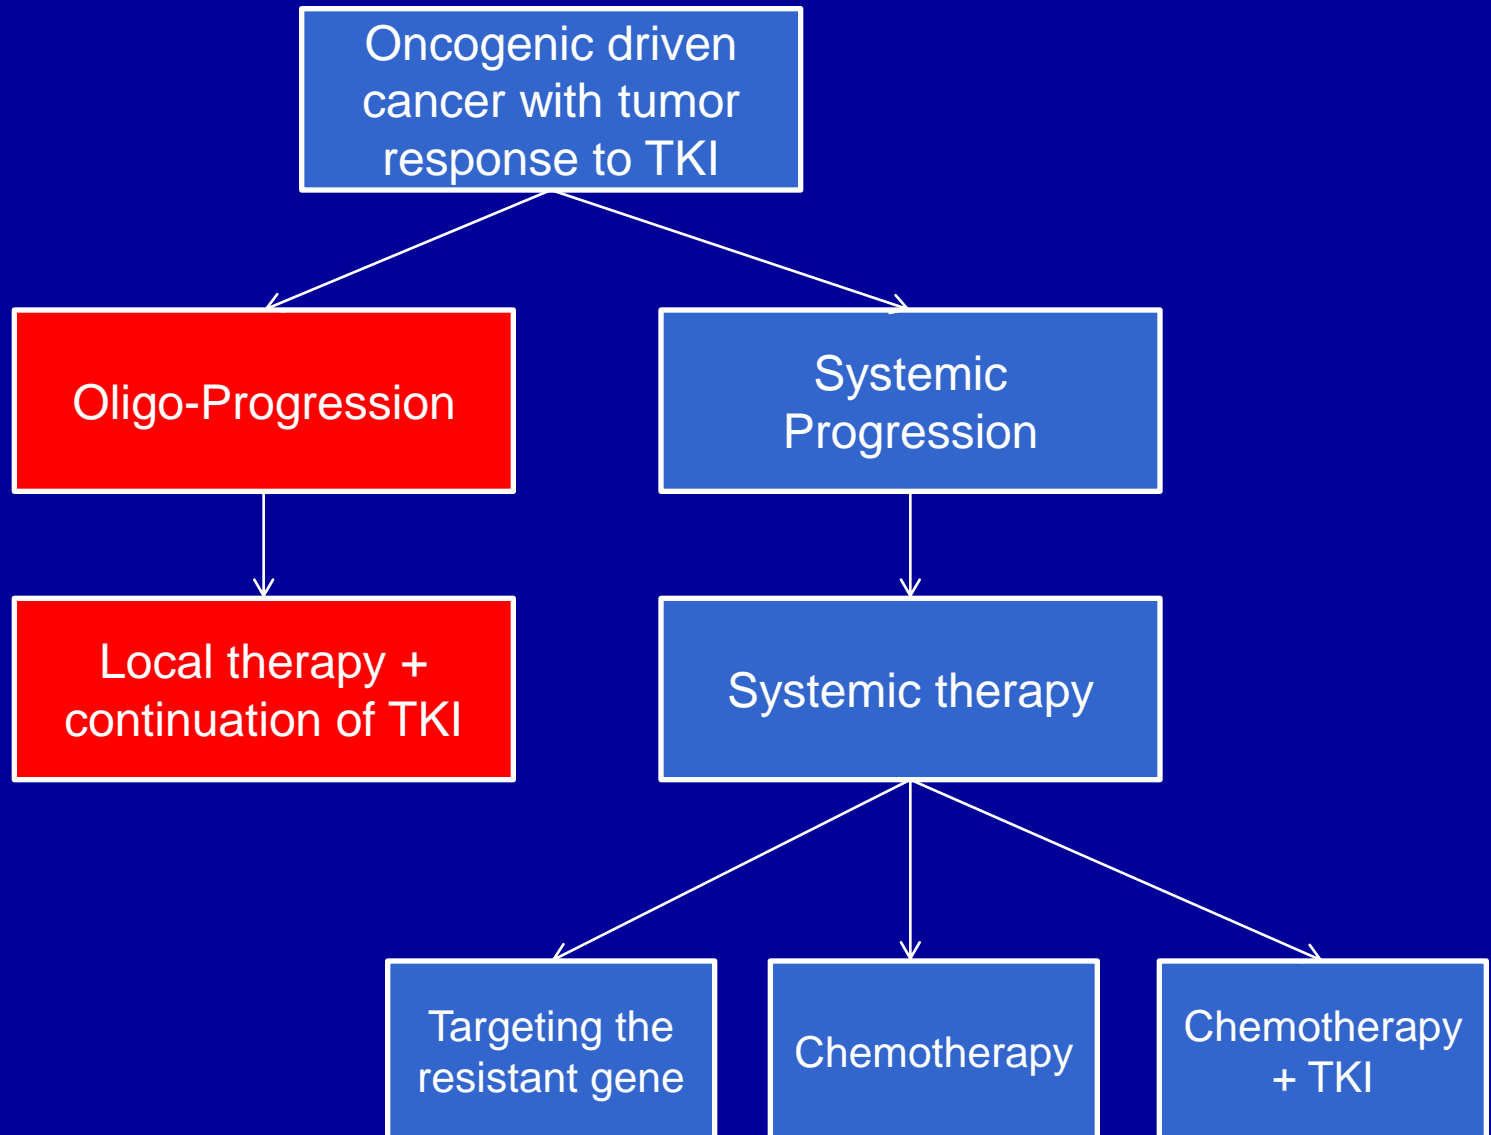 Oncogenic driven
cancer with tumor
response to TKI
Oligo-Progression
Systemic
Progression
Local therapy +
continuation of TKI
Systemic therapy
Targeting the
resistant gene
Chemotherapy
Chemotherapy
+ TKI